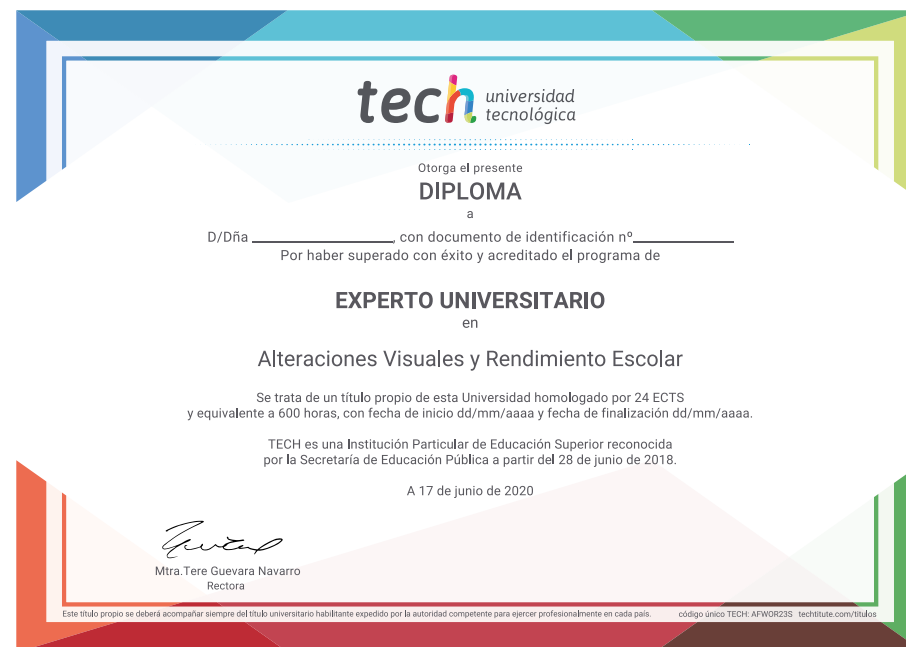 tech universidad
tecnológica
Otorga el presente
DIPLOMA
a
D/Dña ____________________, con documento de identificación nº______________
Por haber superado con éxito y acreditado el programa de
EXPERTO UNIVERSITARIO
en
Alteraciones Visuales y Rendimiento Escolar
Se trata de un título propio de esta Universidad homologado por 24 ECTS
y equivalente a 600 horas, con fecha de inicio dd/mm/aaaa y fecha de finalización dd/mm/aaaa.
TECH es una Institución Particular de Educación Superior reconocida
por la Secretaría de Educación Pública a partir del 28 de junio de 2018.
A 17 de junio de 2020
Mtra.Tere Guevara Navarro
Rectora
Este título propio se deberá acompañar siempre del título universitario habilitante expedido por la autoridad competente para ejercer profesionalmente en cada país. código único TECH: AFWOR23S techtitute.com/titulos